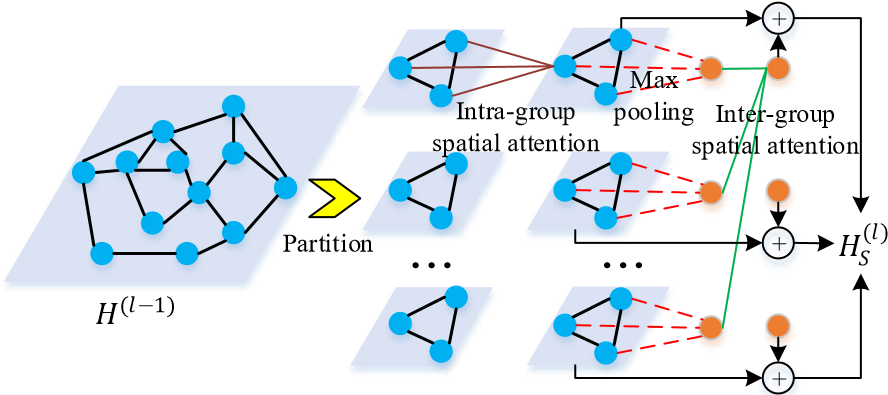 Max
pooling
Intra-group
spatial attention
Inter-group
spatial attention
Partition
H^{(l-1)}
...
...
+
+
+
H_S^{(l)}